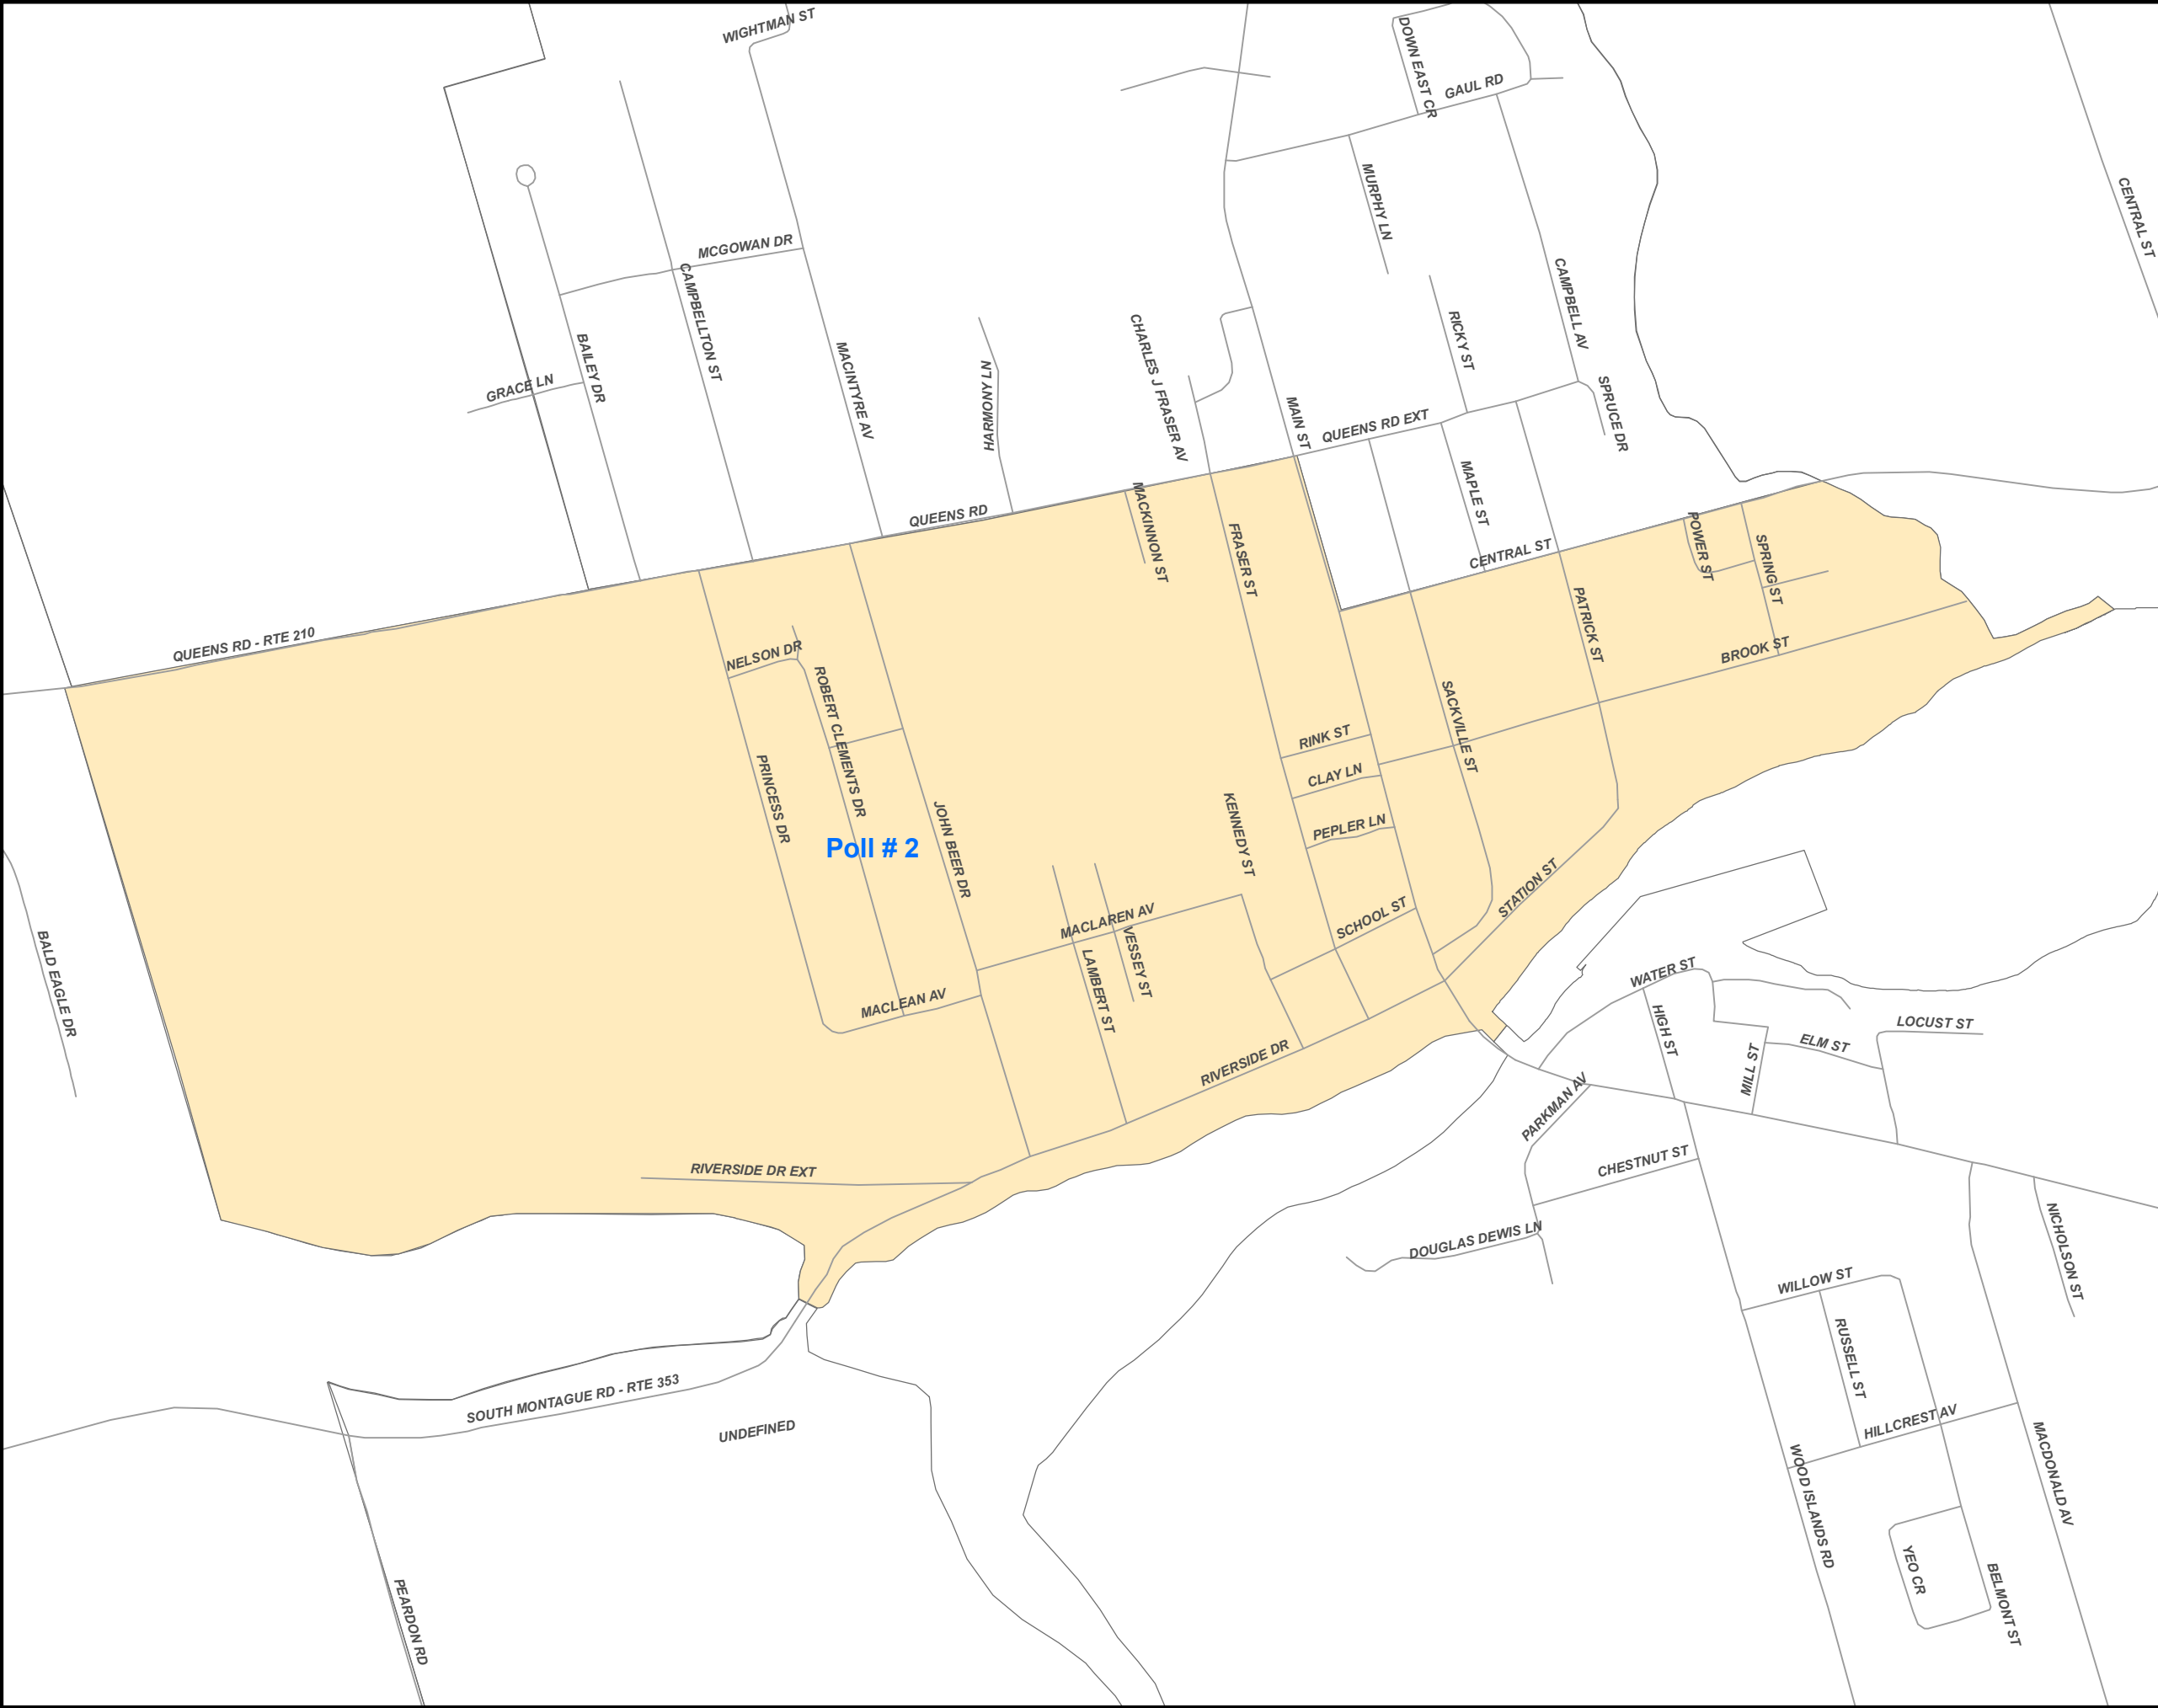 WIGHTMAN ST
DOWN EAST CR
GAUL RD
MURPHY LN
CENTRAL ST
MCGOWAN DR
CAMPBELLTON ST
CAMPBELL AV
BAILEY DR
GRACE LN
MACINTYRE AV
HARMONY LN
CHARLES J FRASER AV
RICKY ST
MAIN ST
QUEENS RD EXT
SPRUCE DR
MAPLE ST
QUEENS RD
MACKINNON ST
FRASER ST
CENTRAL ST
POWER ST
SPRING ST
PATRICK ST
QUEENS RD - RTE 210
NELSON DR
ROBERT CLEMENTS DR
BROOK ST
SACKVILLE ST
RINK ST
CLAY LN
PRINCESS DR
JOHN BEER DR
KENNEDY ST
PEPLER LN
Poll # 2
STATION ST
SCHOOL ST
MACLAREN AV
VESSEY ST
LAMBERT ST
BALD EAGLE DR
MACLEAN AV
WATER ST
HIGH ST
LOCUST ST
ELM ST
MILL ST
RIVERSIDE DR
PARKMAN AV
CHESTNUT ST
RIVERSIDE DR EXT
DOUGLAS DEWIS LN
NICHOLSON ST
WILLOW ST
RUSSELL ST
SOUTH MONTAGUE RD - RTE 353
UNDEFINED
HILLCREST AV
MACDONALD AV
WOOD ISLANDS RD
YEO CR
BELMONT ST
PEARDON RD